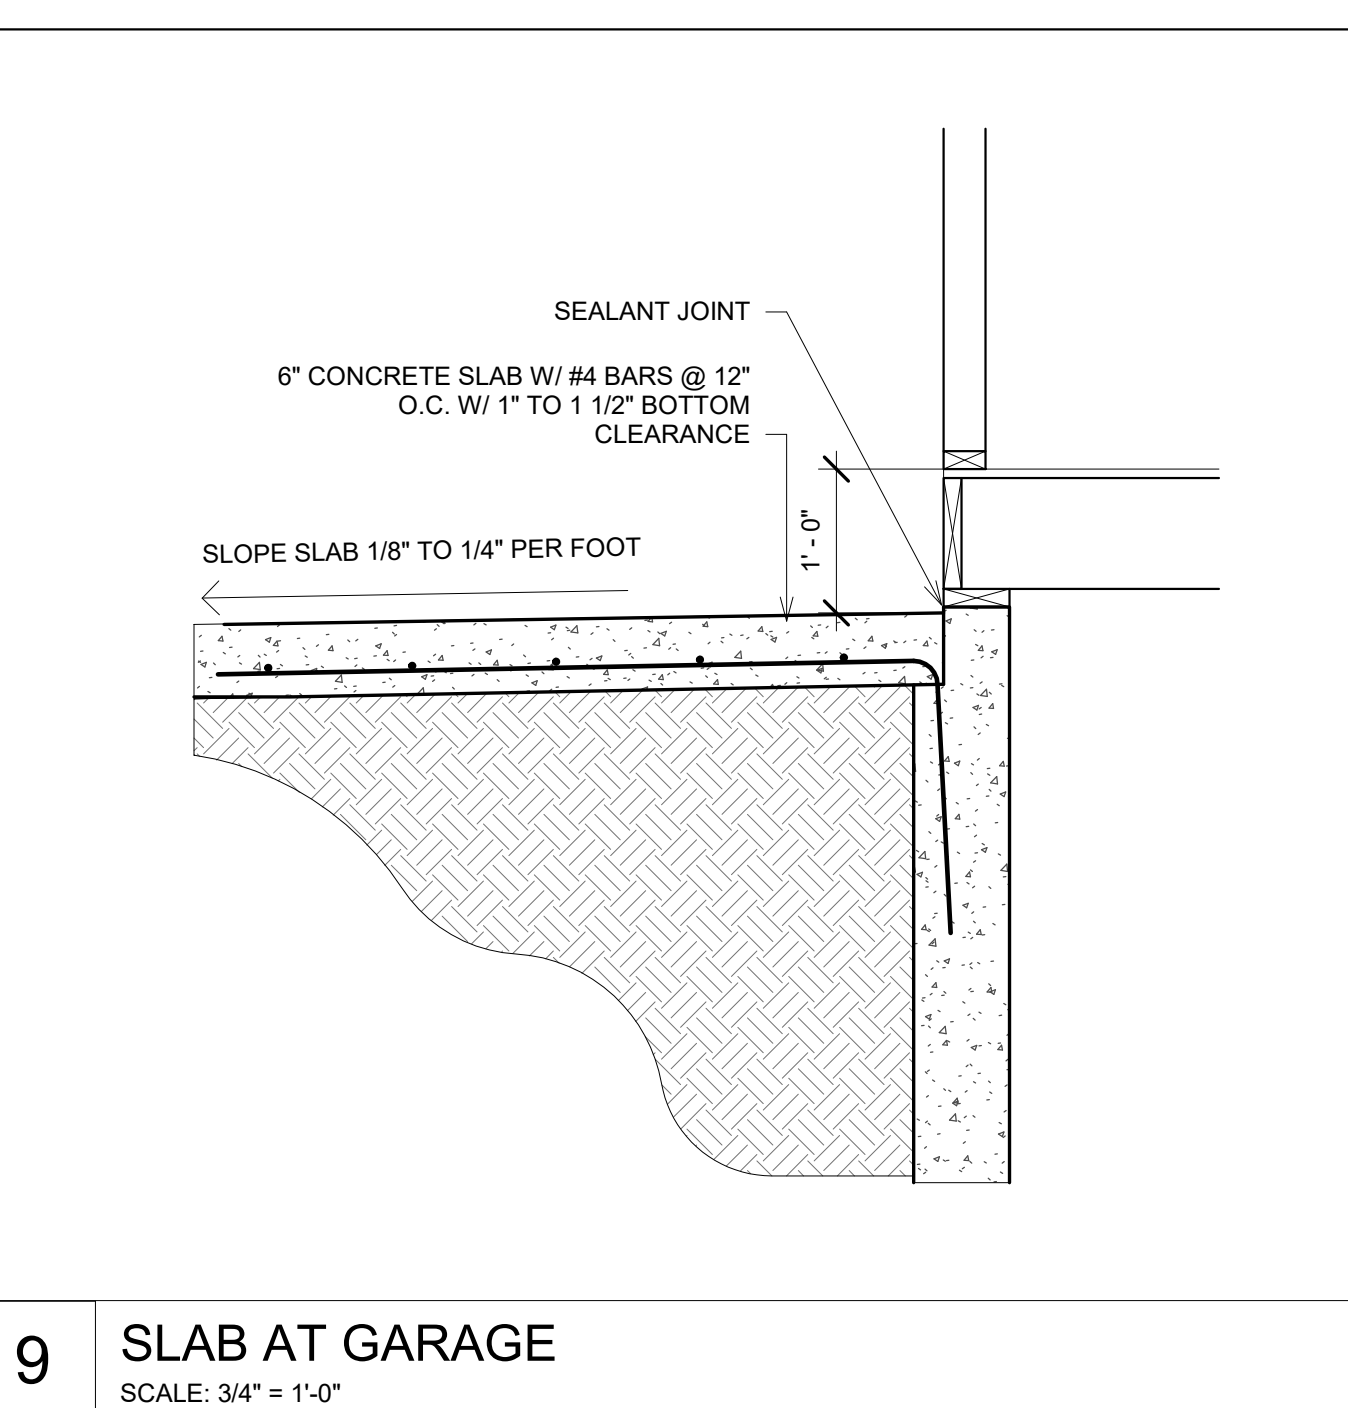 SEALANT JOINT
6" CONCRETE SLAB W/ #4 BARS @ 12"
O.C. W/ 1" TO 1 1/2" BOTTOM
CLEARANCE
1' - 0"
SLOPE SLAB 1/8" TO 1/4" PER FOOT
9
SLAB AT GARAGE
SCALE: 3/4" = 1'-0"